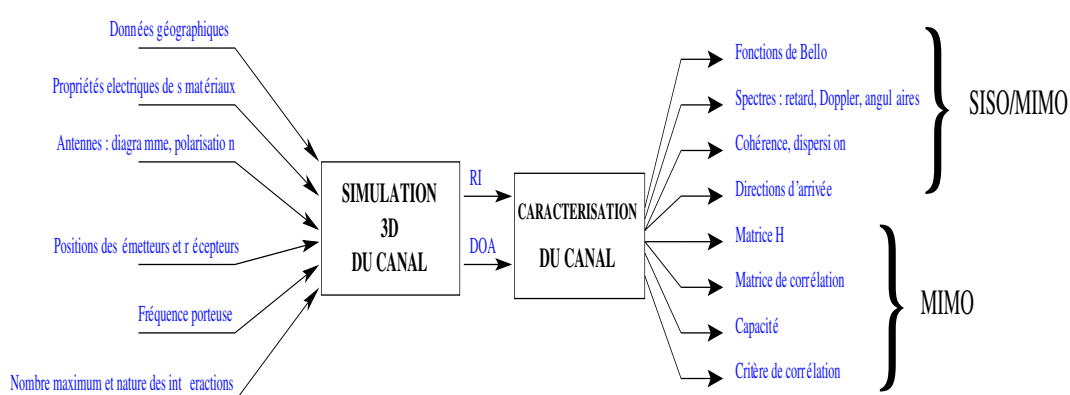 Données géographiques
Propriétés electriques de s matériaux
Antennes : diagra mme, polarisatio n
Positions des émetteurs et r écepteurs
Fréquence porteuse
Nombre maximum et nature des int eractions
SIMULATION
3D
DU CANAL
RI
DOA
CARACTERISATION
DU CANAL
Fonctions de Bello
Spectres : retard, Doppler, angul aires
Cohérence, dispersi on
Directions d'arrivée
Matrice H
Matrice de corrélation
Capacité
Critère de corr élation
SISO/MIMO
MIMO